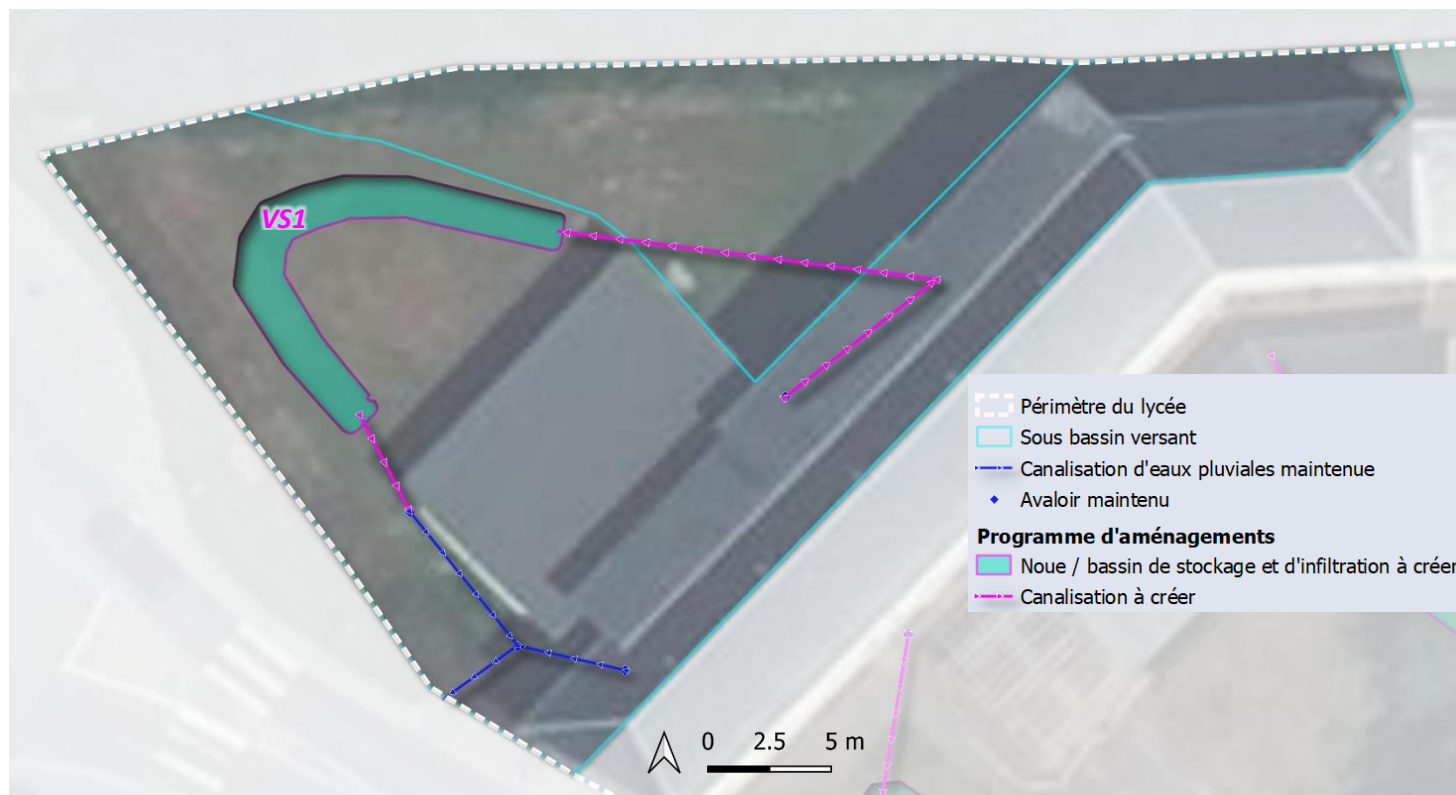 VS1
Périmètre du lycée
Sous bassin versant
Canalisation d'eaux pluviales maintenue
Avaloir maintenu
Programme d'aménagements
Noue / bassin de stockage et d'infiltration à créer
Canalisation à créer
0 2.5 5 m